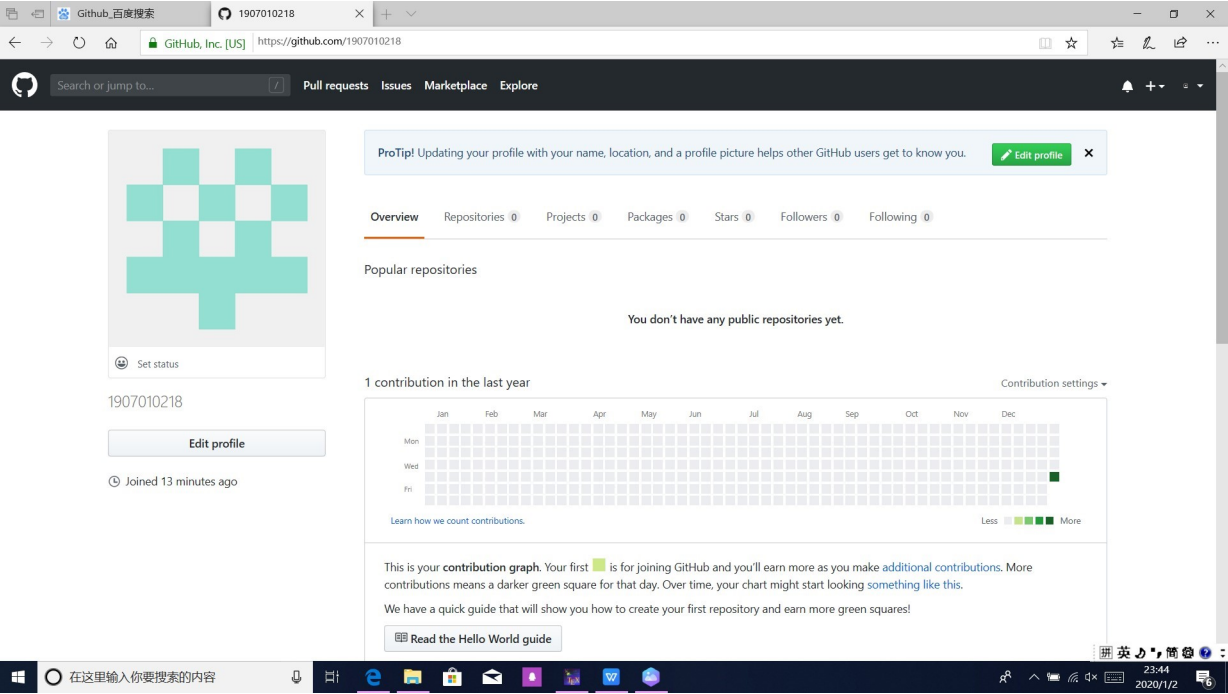 Github_百度搜索
1907010218
GitHub, Inc. [US]
https://github.com/1907010218
Search or jump to...
/
Pull requests Issues Marketplace Explore
ProTip! Updating your profile with your name, location, and a profile picture helps other GitHub users get to know you.
Edit profile
Overview Repositories 0 Projects 0 Packages 0 Stars 0 Followers 0 Following 0
Popular repositories
You don't have any public repositories yet.
Set status
1907010218
Edit profile
Joined 13 minutes ago
1 contribution in the last year
Contribution settings
Jan Feb Mar Apr May Jun Jul Aug Sep Oct Nov Dec
Mon
Wed
Fri
Learn how we count contributions.
Less More
This is your contribution graph. Your first is for joining GitHub and you'll earn more as you make additional contributions. More
contributions means a darker green square for that day. Over time, your chart might start looking something like this.
We have a quick guide that will show you how to create your first repository and earn more green squares!
Read the Hello World guide
拼 英 简
在这里输入你要搜索的内容
23:44
2020/1/2
6